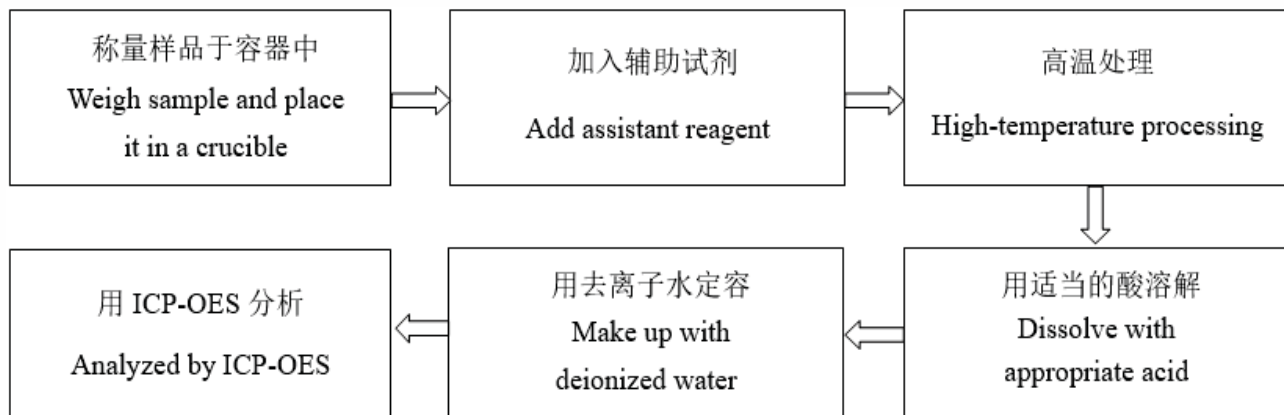 称量样品于容器中
Weigh sample and place
it in a crucible
加入辅助试剂
Add assistant reagent
高温处理
High-temperature processing
用适当的酸溶解
Dissolve with
appropriate acid
用去离子水定容
Make up with
deionized water
用 ICP-OES 分析
Analyzed by ICP-OES